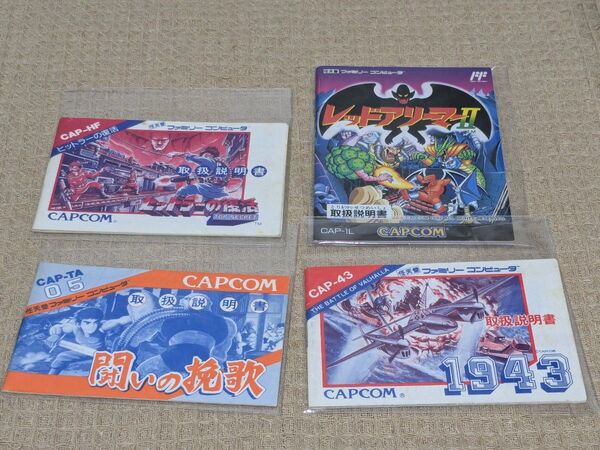 CAP-HF
ヒットラーの復活
任天堂 ファミリー コンピュータ
取扱説明書
ヒットラーの復活
TOP SECRET
CAPCOM®
TM
任天堂 ファミリー コンピュータ
FF
レッドアリーマーII
取扱説明書
CAP-1L
CAPCOM
CAP-TA
05
CAPCOM
任天堂 ファミリー コンピュータ
取扱説明書
闘いの挽歌
CAP-43
THE BATTLE OF VALHALLA
任天堂 ファミリー コンピュータ
取扱説明書
1943
CAPCOM®